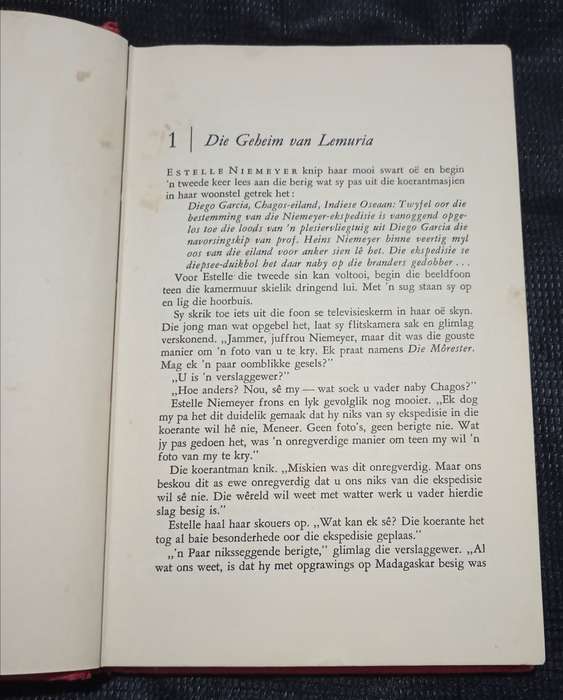 1 | Die Geheim van Lemuria
ESTELLE NIEMEYER knip haar mooi swart oë en begin
'n tweede keer lees aan die berig wat sy pas uit die koerantmasjien
in haar woonstel getrek het:
Diego Garcia, Chagos-eiland, Indiese Oseaan: Twyfel oor die
bestemming van die Niemeyer-ekspedisie is vanoggend opge-
los toe die loods van 'n plesiervliegtuig uit Diego Garcia die
navorsingskip van prof. Heins Niemeyer binne veertig myl
oos van die eiland voor anker sien lê het. Die ekspedisie se
diepsee-duikbol het daar naby op die branders gedobber . . .
Voor Estelle die tweede sin kan voltooi, begin die beeldfoon
teen die kamermuur skielik dringend lui. Met 'n sug staan sy op
en lig die hoorbuis.
Sy skrik toe iets uit die foon se televisieskerm in haar oë skyn.
Die jong man wat opgebel het, laat sy flitskamera sak en glimlag
verskonend. „Jammer, juffrou Niemeyer, maar dit was die gouste
manier om 'n foto van u te kry. Ek praat namens Die Môrester.
Mag ek 'n paar oomblikke gesels?"
„U is 'n verslaggewer?"
„Hoe anders? Nou, sê my — wat soek u vader naby Chagos?"
Estelle Niemeyer frons en lyk gevolglik nog mooier. „Ek dog
my pa het dit duidelik gemaak dat hy niks van sy ekspedisie in die
koerante wil hê nie, Meneer. Geen foto's, geen berigte nie. Wat
jy pas gedoen het, was 'n onregverdige manier om teen my wil 'n
foto van my te kry."
Die koerantman knik. „Miskien was dit onregverdig. Maar ons
beskou dit as ewe onregverdig dat u ons niks van die ekspedisie
wil sê nie. Die wêreld wil weet met watter werk u vader hierdie
slag besig is."
Estelle haal haar skouers op. „Wat kan ek sê? Die koerante het
tog al baie besonderhede oor die ekspedisie geplaas."
„'n Paar niksseggende berigte," glimlag die verslaggewer. „Al
wat ons weet, is dat hy met opgrawings op Madagaskar besig was